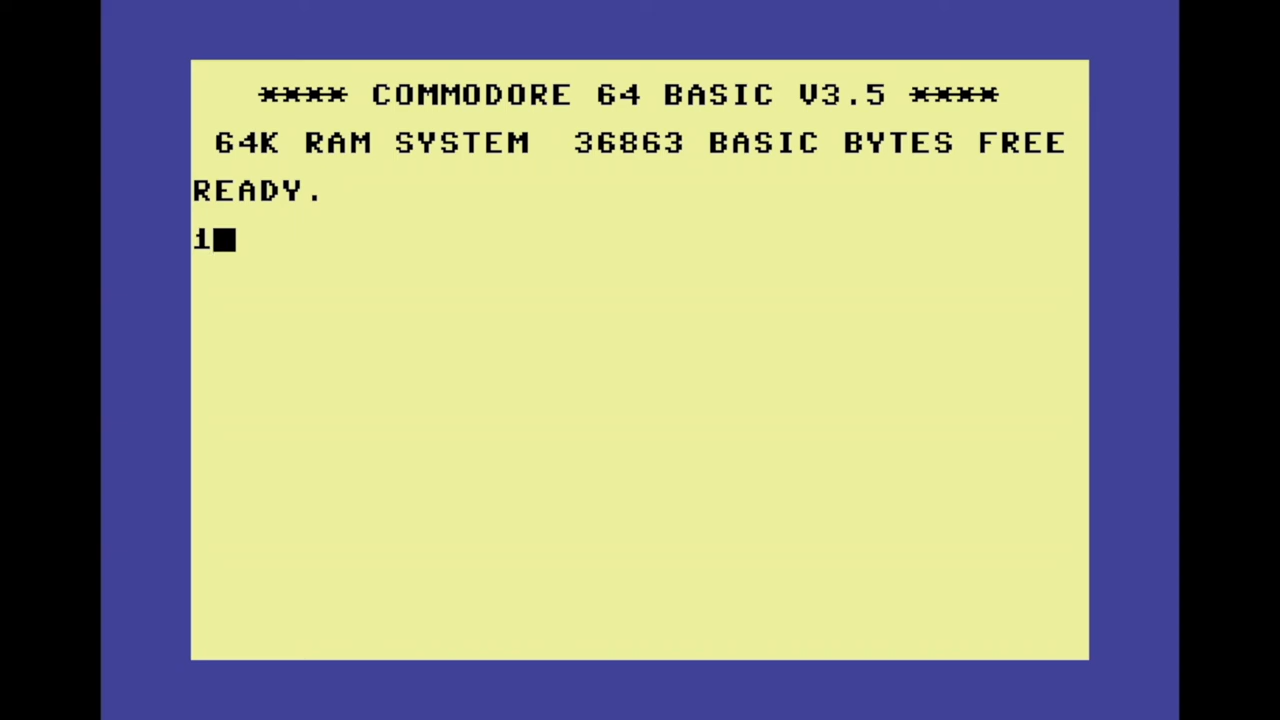 **** COMMODORE 64 BASIC V3.5 ****
64K RAM SYSTEM  36863 BASIC BYTES FREE
READY.
1